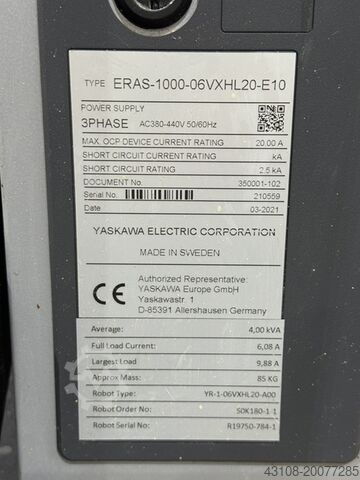 TYPE ERAS-1000-06VXHL20-E10
POWER SUPPLY
3PHASE AC380-440V 50/60Hz
MAX. OCP DEVICE CURRENT RATING 20.00 A
SHORT CIRCUIT CURRENT RATING kA
SHORT CIRCUIT CURRENT RATING 2.5 kA
DOCUMENT No. 350001-102
Serial No. 210559
Date 03-2021
YASKAWA ELECTRIC CORPORATION
MADE IN SWEDEN
CE
Authorized Representative:
YASKAWA Europe GmbH
Yaskawastr. 1
D-85391 Allershausen Germany
Average: 4,00 kVA
Full Load Current: 6,08 A
Largest Load 9,88 A
Approx Mass: 85 KG
Robot Type: YR-1-06VXHL20-A00
Robot Order No: SOK180-1-1
Robot Serial No: R19750-784-1
43108-20077285